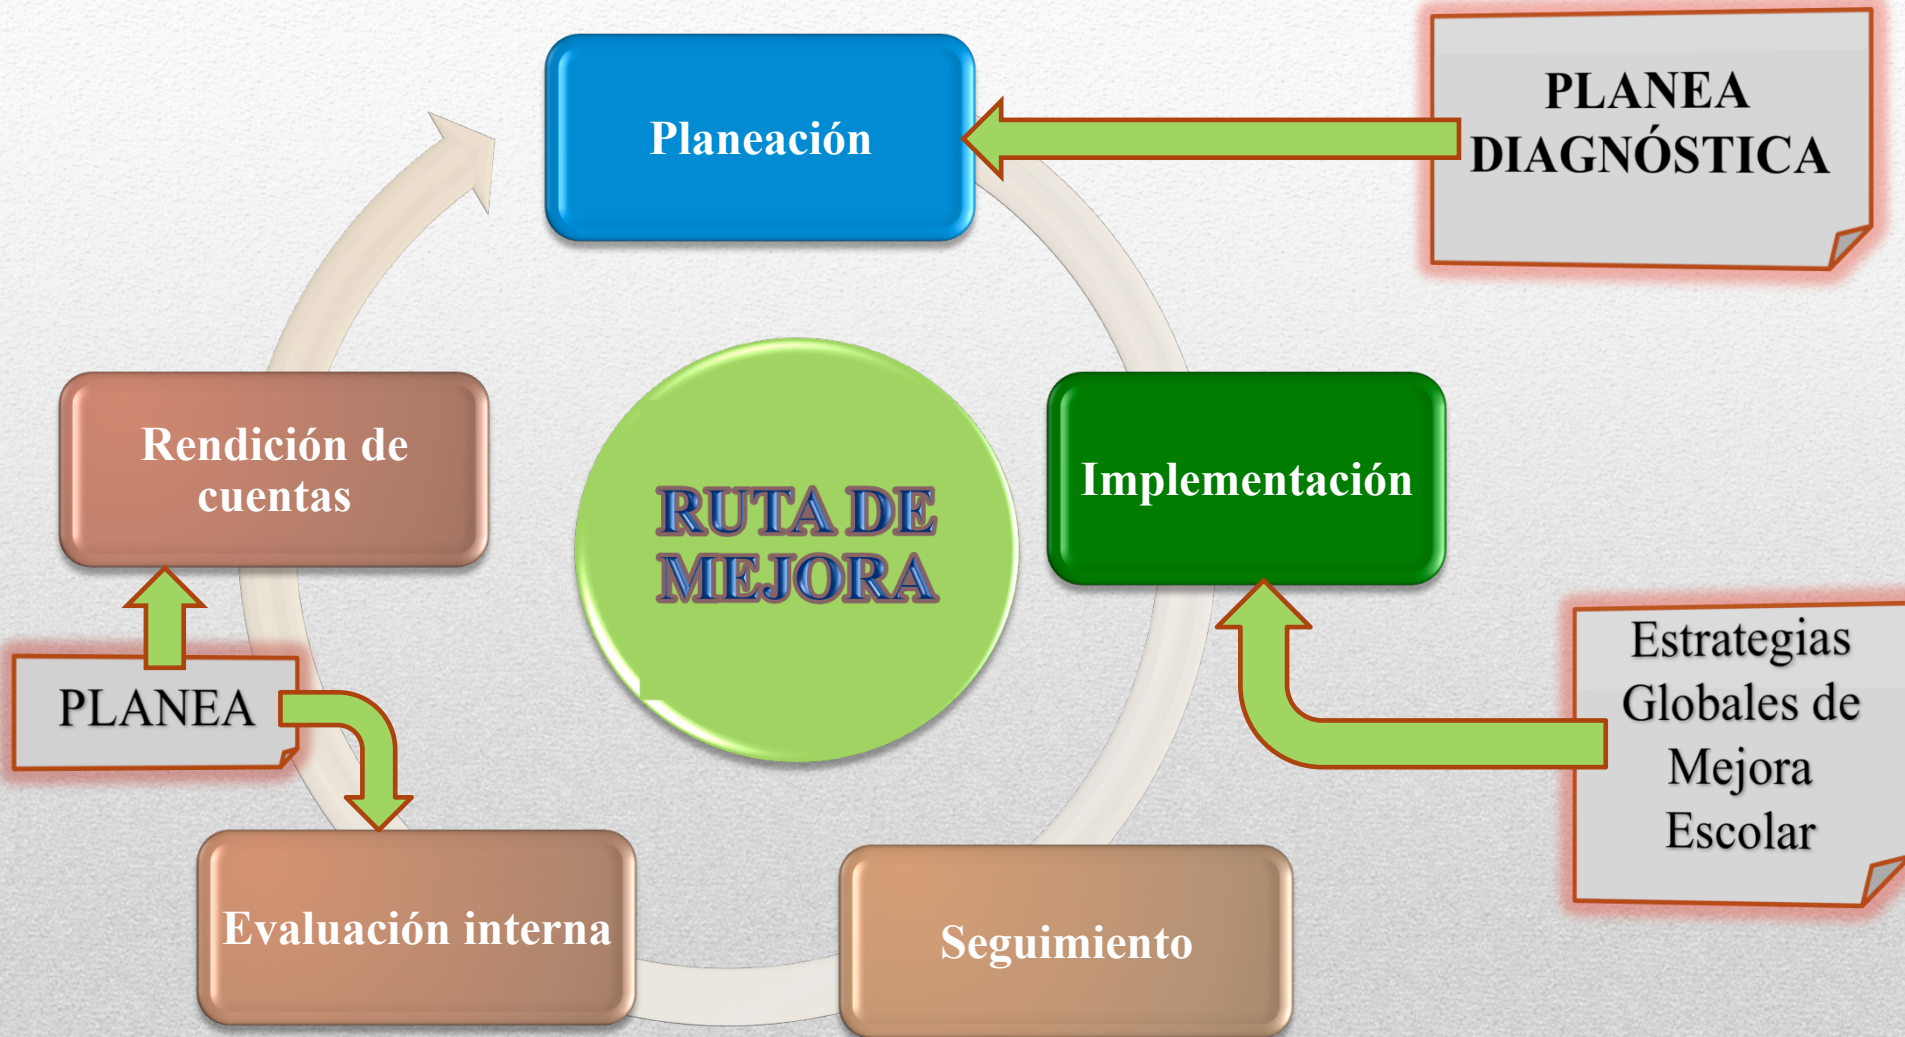 Planeación
PLANEA
DIAGNÓSTICA
Rendición de
cuentas
RUTA DE
MEJORA
Implementación
PLANEA
Estrategias
Globales de
Mejora
Escolar
Evaluación interna
Seguimiento